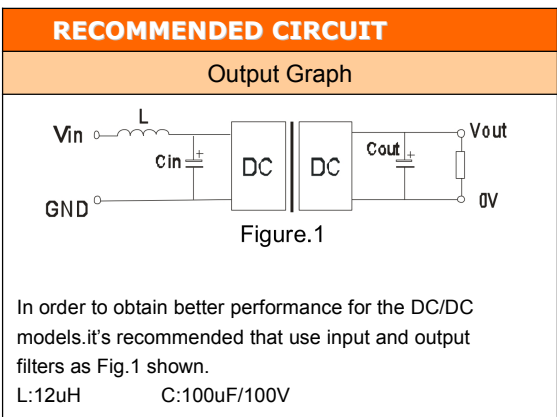 RECOMMENDED CIRCUIT
Output Graph
L
Vin
Cin
+
DC
DC
Cout
+
Vout
GND
0V
Figure.1
In order to obtain better performance for the DC/DC
models.it's recommended that use input and output
filters as Fig.1 shown.
L:12uH C:100uF/100V